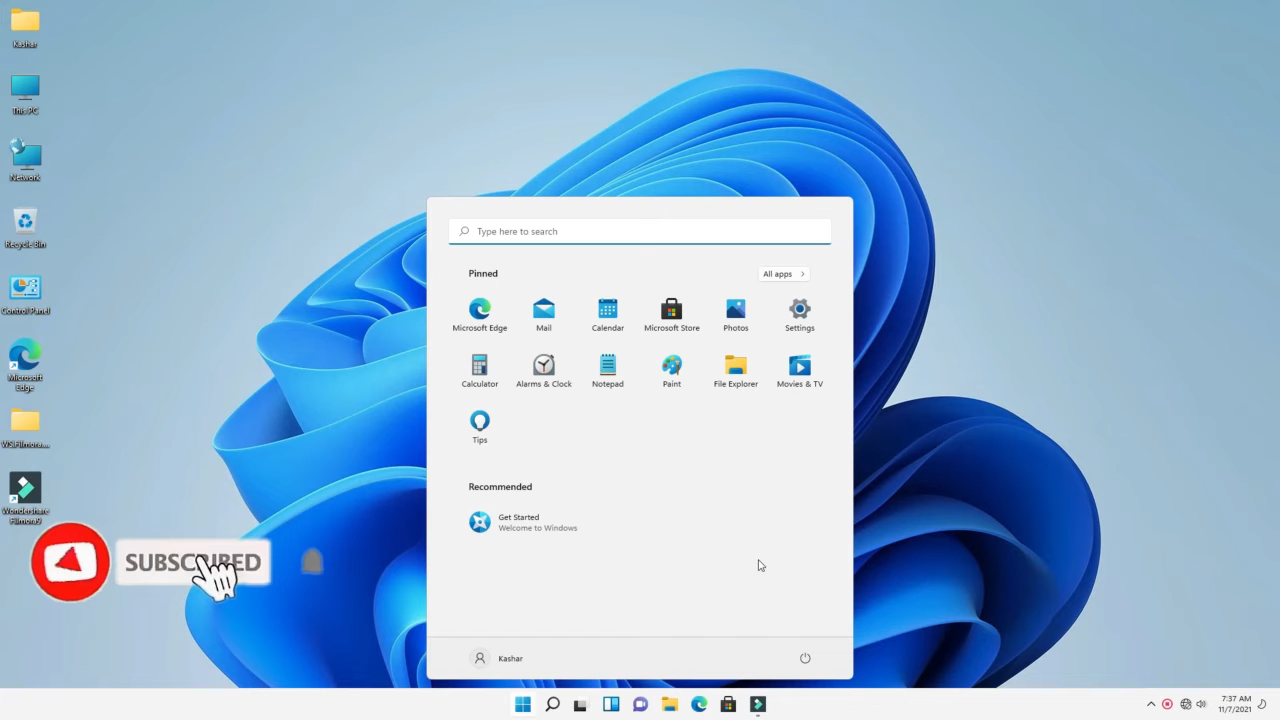 Kashar
This PC
Network
Recycle Bin
Control Panel
Microsoft
Edge
WS.Filmora....
Wondershare
Filmora9
SUBSCRIBED
Type here to search
Pinned
All apps
Microsoft Edge
Mail
Calendar
Microsoft Store
Photos
Settings
Calculator
Alarms & Clock
Notepad
Paint
File Explorer
Movies & TV
Tips
Recommended
Get Started
Welcome to Windows
Kashar
7:37 AM
11/7/2021